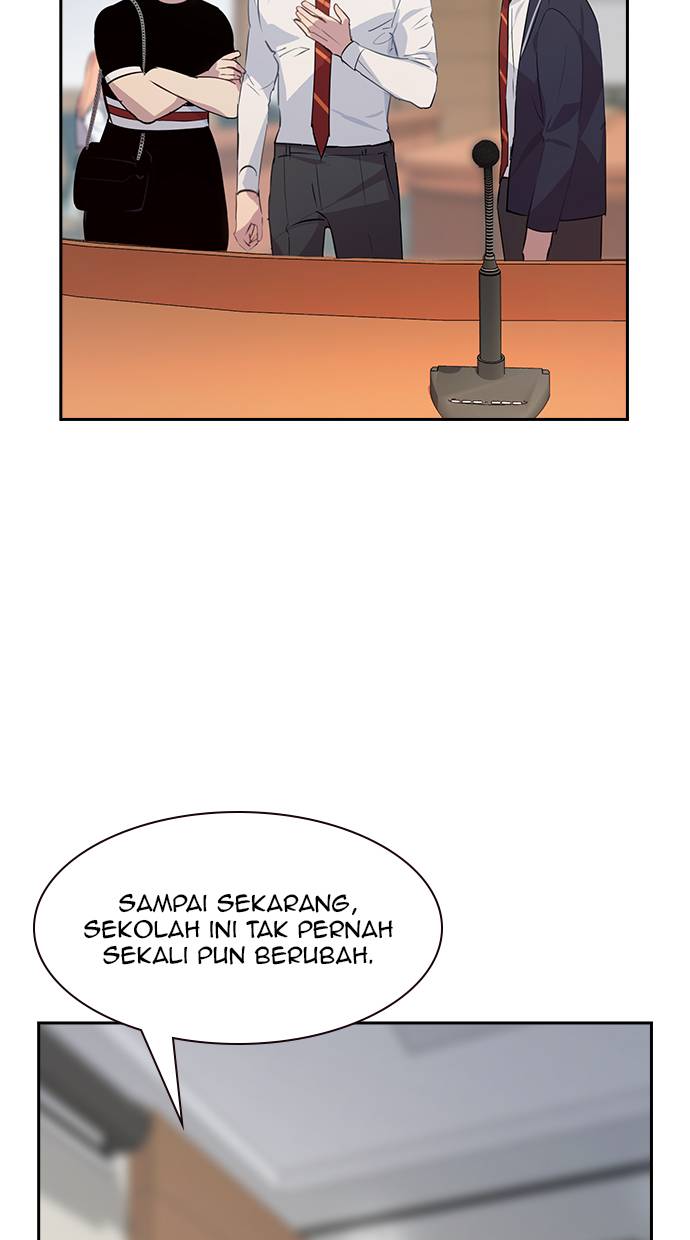 SAMPAI SEKARANG,
SEKOLAH INI TAK PERNAH
SEKALI PUN BERUBAH.